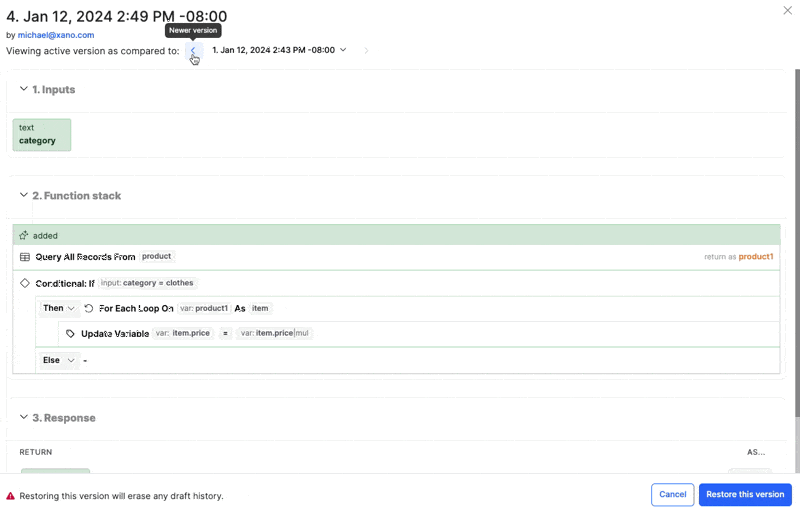 4. Jan 12, 2024 2:49 PM -08:00
Newer version
by michael@xano.com
Viewing active version as compared to: 1. Jan 12, 2024 2:43 PM -08:00
1. Inputs
text
category
2. Function stack
added
Query All Records From product return as product1
Conditional: If input: category = clothes
Then For Each Loop On var: product1 As item
Update Variable var: item.price = var: item.price|mul
Else -
3. Response
RETURN AS...
Restoring this version will erase any draft history. Cancel Restore this version